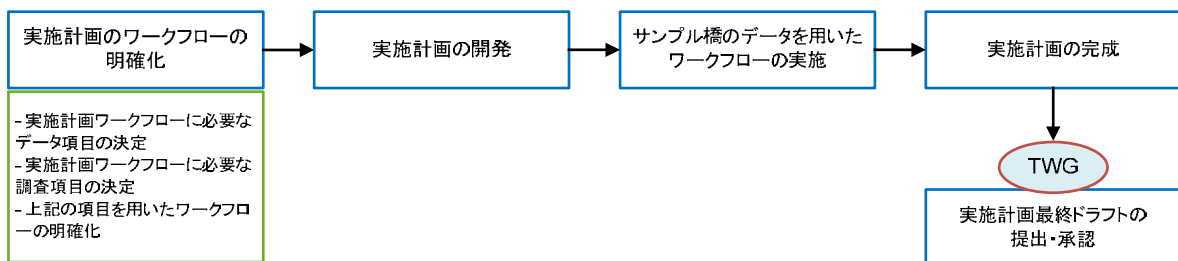 実施計画のワークフローの
明確化
実施計画の開発
サンプル橋のデータを用いた
ワークフローの実施
実施計画の完成
- 実施計画ワークフローに必要な
データ項目の決定
- 実施計画ワークフローに必要な
調査項目の決定
- 上記の項目を用いたワークフロ
ーの明確化
TWG
実施計画最終ドラフトの
提出・承認